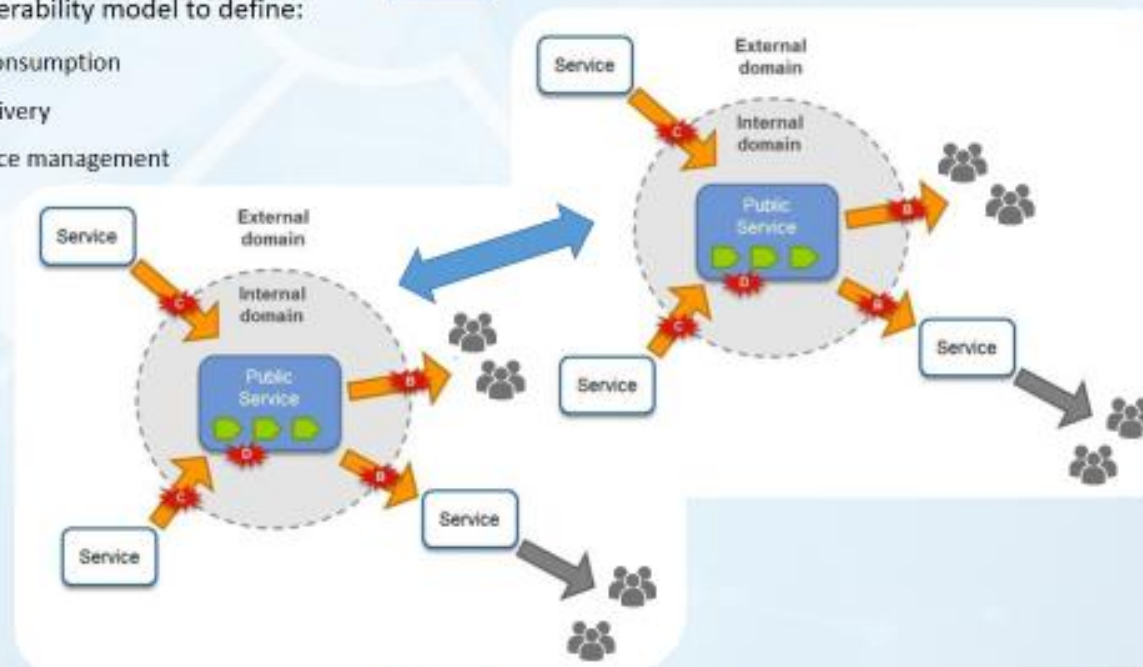 erability model to define:
onsumption
ivery
ce management
Service
External
domain
Internal
domain
C
Public
Service
B
D
C
B
Service
Service
Service
External
domain
Internal
domain
C
Public
Service
B
D
C
B
Service
Service